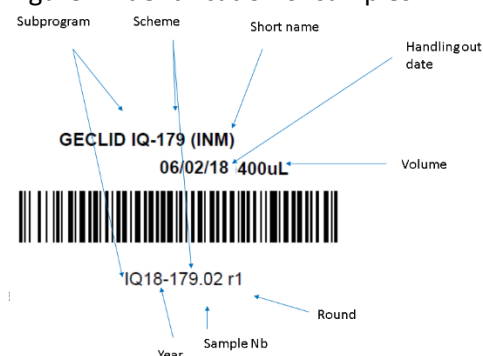 Subprogram
Scheme
Short name
Handling out
date
GECLID IQ-179 (INM)
06/02/18 400uL
Volume
IQ18-179.02 r1
Round
Sample Nb
Year